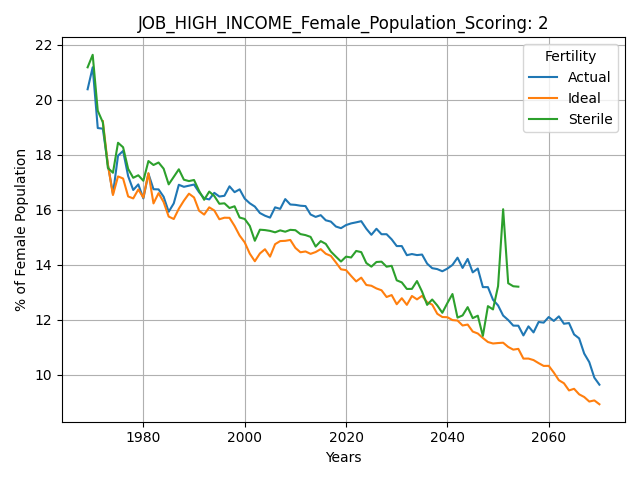 JOB_HIGH_INCOME_Female_Population_Scoring: 2
Fertility
Actual
Ideal
Sterile
% of Female Population
22
20
18
16
14
12
10
1980
2000
2020
2040
2060
Years